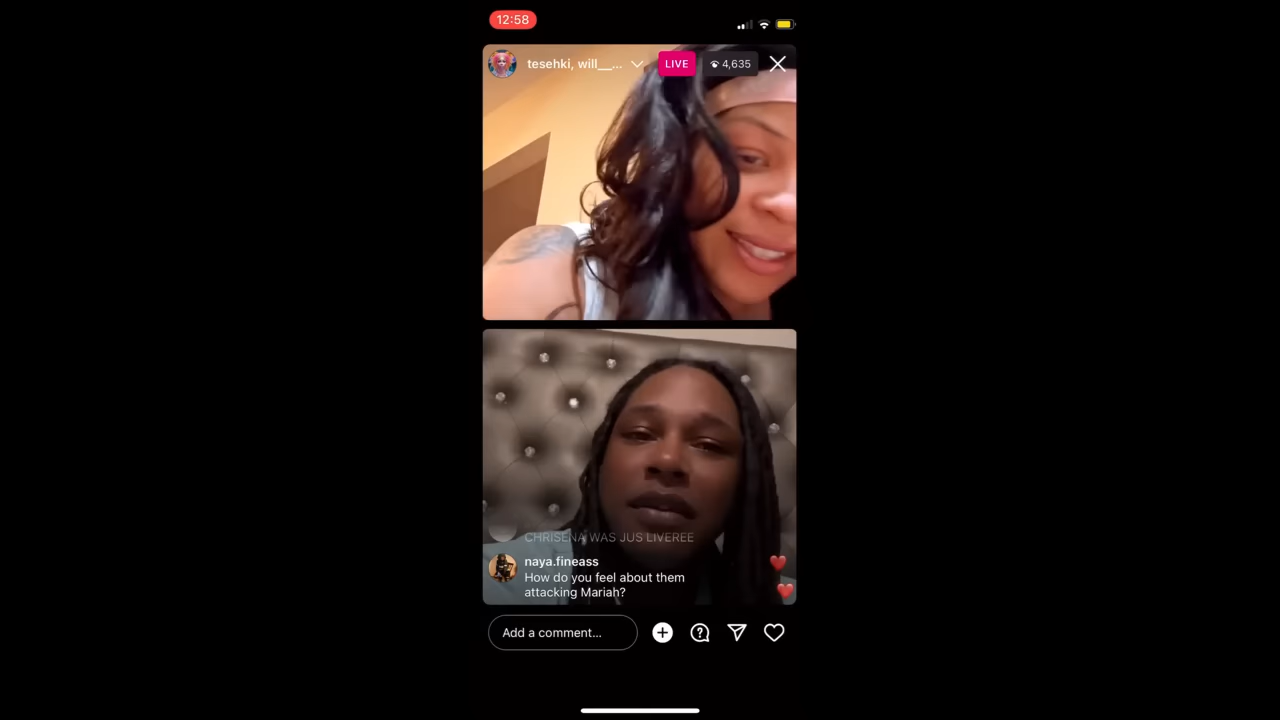 12:58
tesehki, will__...
LIVE
4,635
CHRISENA WAS JUS LIVEREE
naya.fineass
How do you feel about them
attacking Mariah?
Add a comment...